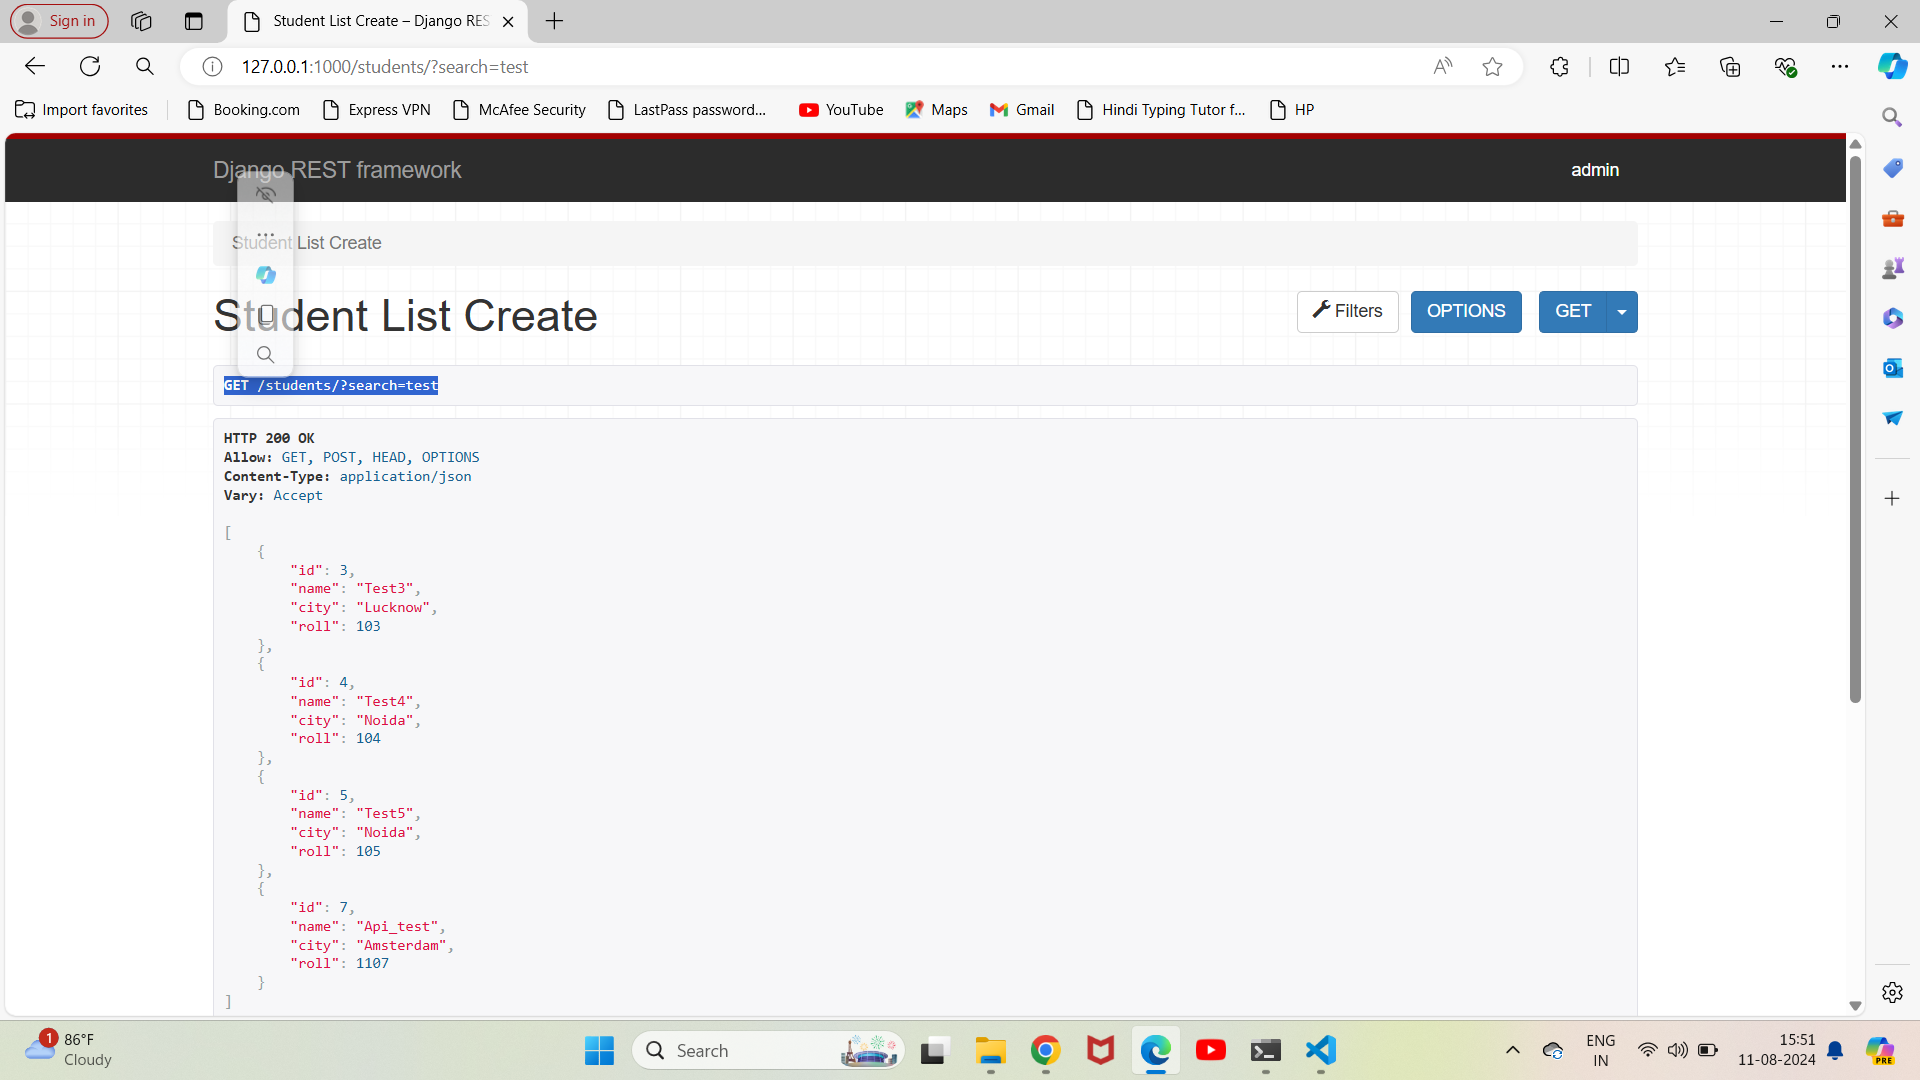 Sign in
Student List Create – Django RES
127.0.0.1:1000/students/?search=test
Import favorites
Booking.com
Express VPN
McAfee Security
LastPass password...
YouTube
Maps
Gmail
Hindi Typing Tutor f...
HP
Django REST framework
admin
Student List Create
Student List Create
Filters
OPTIONS
GET
GET /students/?search=test
HTTP 200 OK
Allow: GET, POST, HEAD, OPTIONS
Content-Type: application/json
Vary: Accept
[
{
"id": 3,
"name": "Test3",
"city": "Lucknow",
"roll": 103
},
{
"id": 4,
"name": "Test4",
"city": "Noida",
"roll": 104
},
{
"id": 5,
"name": "Test5",
"city": "Noida",
"roll": 105
},
{
"id": 7,
"name": "Api_test",
"city": "Amsterdam",
"roll": 1107
}
]
1
86°F
Cloudy
Search
ENG
IN
15:51
11-08-2024
PRE